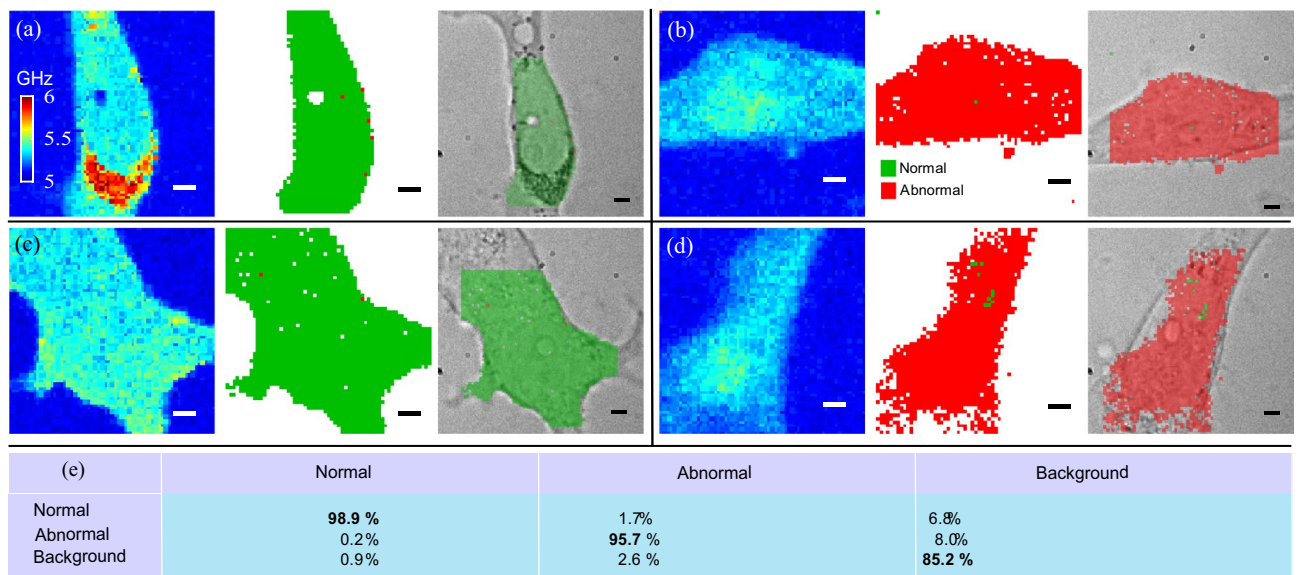 (a)
GHz
6
5.5
5
(b)
Normal
Abnormal
(c)
(d)
(e) Normal Abnormal Background
Normal 98.9 % 1.7% 6.8%
Abnormal 0.2% 95.7 % 8.0%
Background 0.9% 2.6 % 85.2 %